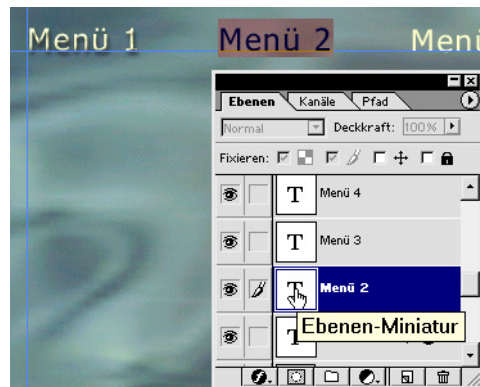 Menü 1 Menü 2 Menü
Ebenen Kanäle Pfad
Normal Deckkraft: 100%
Fixieren:
T Menü 4
T Menü 3
T Menü 2
Ebenen-Miniatur